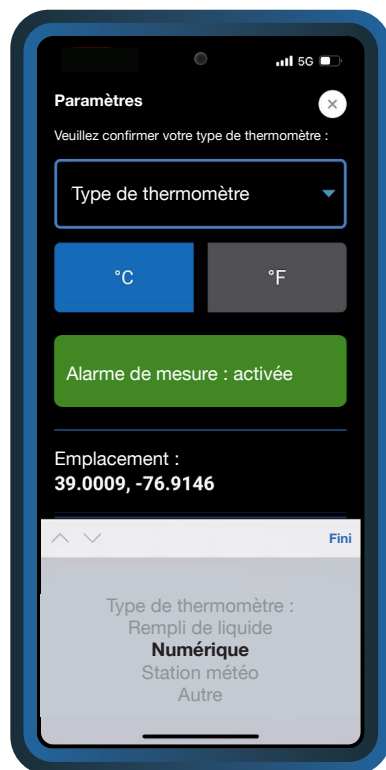 5G
Paramètres
Veuillez confirmer votre type de thermomètre :
Type de thermomètre
°C
°F
Alarme de mesure : activée
Emplacement :
39.0009, -76.9146
Fini
Type de thermomètre :
Rempli de liquide
Numérique
Station météo
Autre